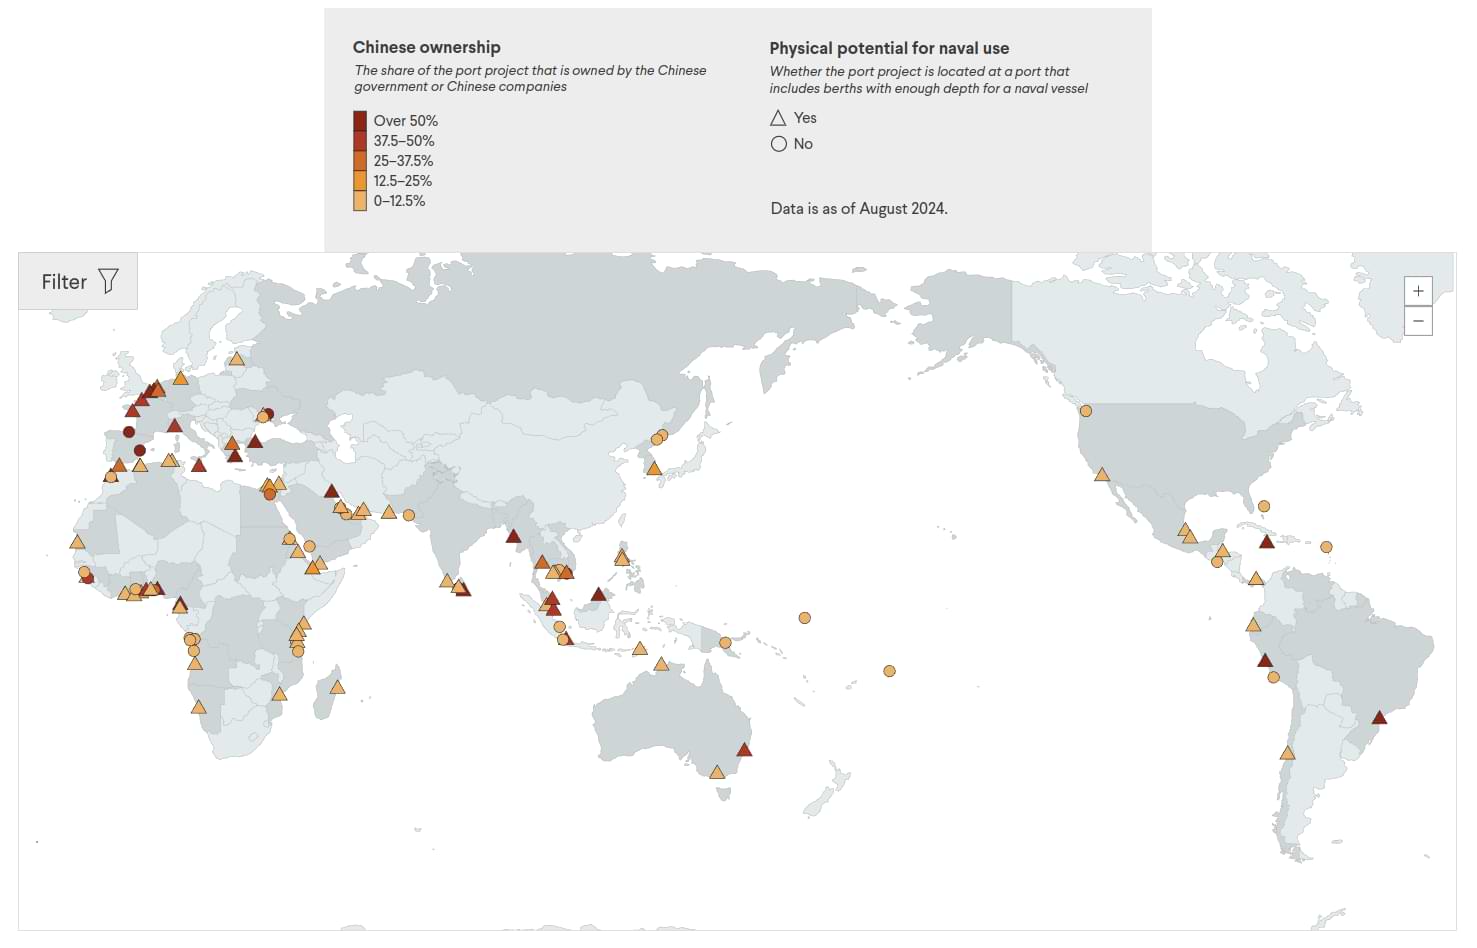 Chinese ownership
The share of the port project that is owned by the Chinese
government or Chinese companies
Over 50%
37.5–50%
25–37.5%
12.5–25%
0–12.5%
Physical potential for naval use
Whether the port project is located at a port that
includes berths with enough depth for a naval vessel
Yes
No
Data is as of August 2024.
Filter
+
−